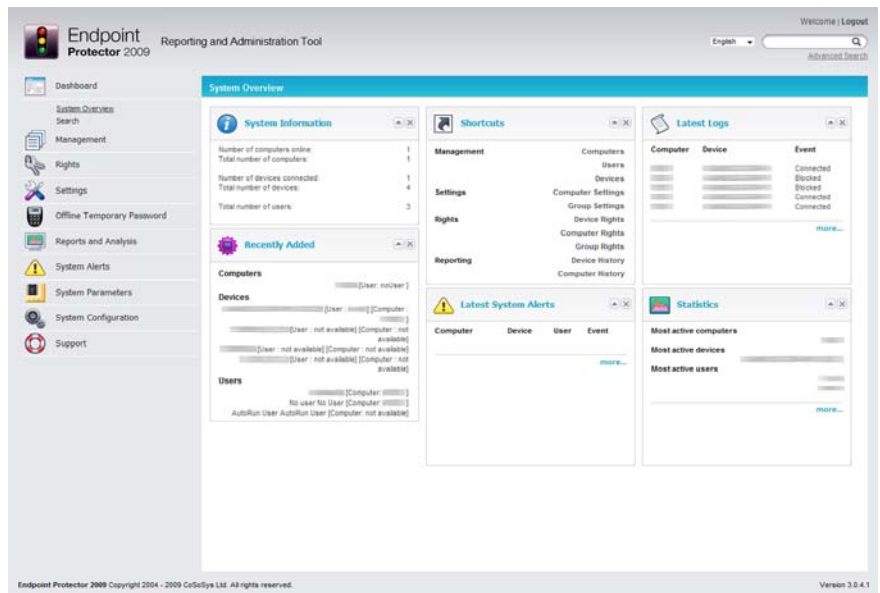 Welcome | Logout
Endpoint
Protector 2009
Reporting and Administration Tool
English
Advanced Search
Dashboard
System Overview
Search
Management
Rights
Settings
Offline Temporary Password
Reports and Analysis
System Alerts
System Parameters
System Configuration
Support
System Overview
System Information
Number of computers online: 1
Total number of computers: 1
Number of devices connected: 1
Total number of devices: 4
Total number of users: 3
Recently Added
Computers
[User: noUser ]
Devices
[User : ] [Computer :
]
[User : not available] [Computer : not
available]
[User : not available] [Computer : not available]
[User : not available] [Computer : not
available]
Users
[Computer: ]
No user No User [Computer: ]
AutoRun User AutoRun User [Computer: not available]
Shortcuts
Management Computers
Users
Devices
Settings Computer Settings
Group Settings
Rights Device Rights
Computer Rights
Group Rights
Reporting Device History
Computer History
Latest System Alerts
Computer Device User Event
more...
Latest Logs
Computer Device Event
Connected
Blocked
Blocked
Connected
Connected
more...
Statistics
Most active computers
Most active devices
Most active users
more...
Endpoint Protector 2009 Copyright 2004 - 2009 CoSoSys Ltd. All rights reserved.
Version 3.0.4.1